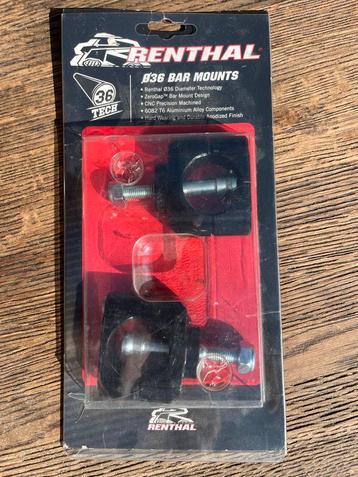 RENTHAL
Ø36 BAR MOUNTS
36
TECH
• Renthal Ø36 Diameter Technology
• ZeroGap™ Bar Mount Design
• CNC Precision Machined
• 6082 T6 Aluminium Alloy Components
• Hard Wearing and Durable Anodized Finish
RENTHAL